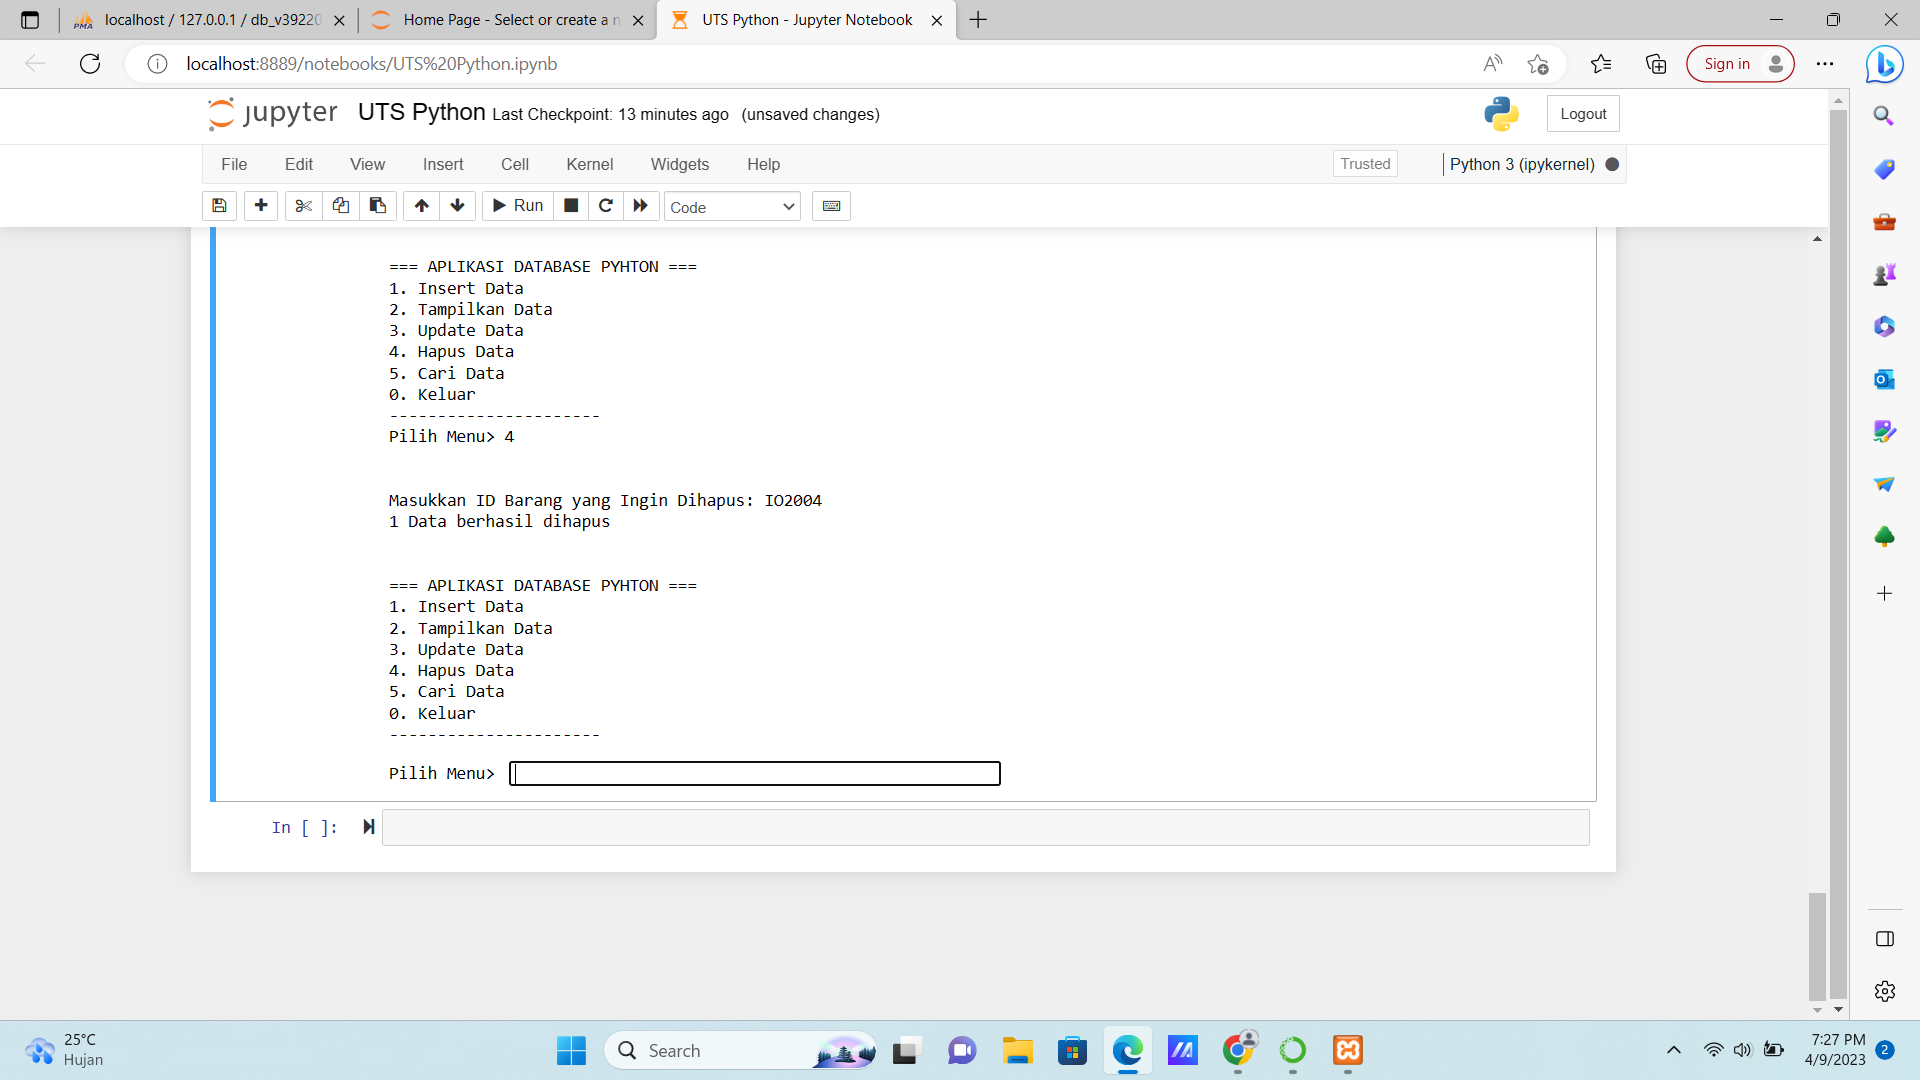 localhost / 127.0.0.1 / db_v39220
Home Page - Select or create a n
UTS Python - Jupyter Notebook
localhost:8889/notebooks/UTS%20Python.ipynb
Sign in
jupyter UTS Python Last Checkpoint: 13 minutes ago (unsaved changes)
Logout
File Edit View Insert Cell Kernel Widgets Help
Trusted
Python 3 (ipykernel)
Run
Code
=== APLIKASI DATABASE PYHTON ===
1. Insert Data
2. Tampilkan Data
3. Update Data
4. Hapus Data
5. Cari Data
0. Keluar
----------------------
Pilih Menu> 4
Masukkan ID Barang yang Ingin Dihapus: IO2004
1 Data berhasil dihapus
=== APLIKASI DATABASE PYHTON ===
1. Insert Data
2. Tampilkan Data
3. Update Data
4. Hapus Data
5. Cari Data
0. Keluar
----------------------
Pilih Menu>
In [ ]:
25°C
Hujan
Search
7:27 PM
4/9/2023
2